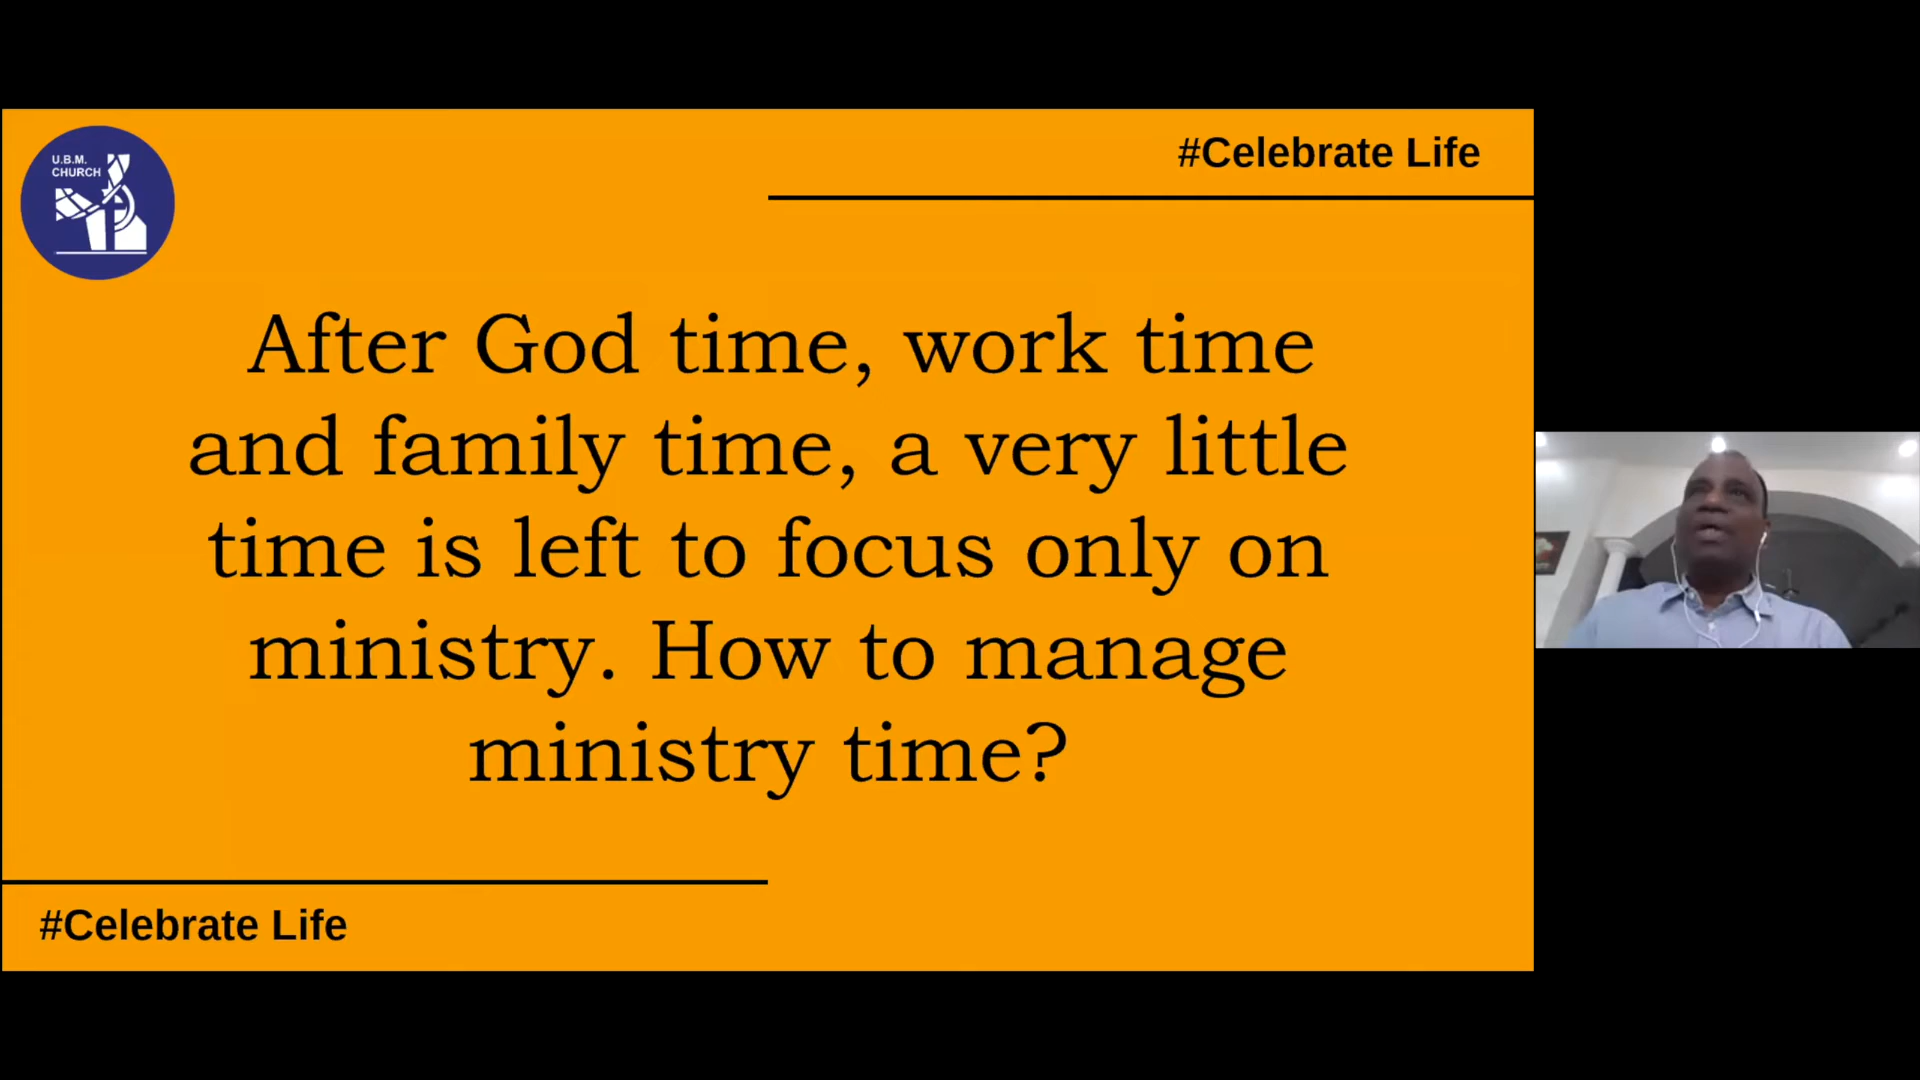 #Celebrate Life
U.B.M.
CHURCH
After God time, work time
and family time, a very little
time is left to focus only on
ministry. How to manage
ministry time?
#Celebrate Life